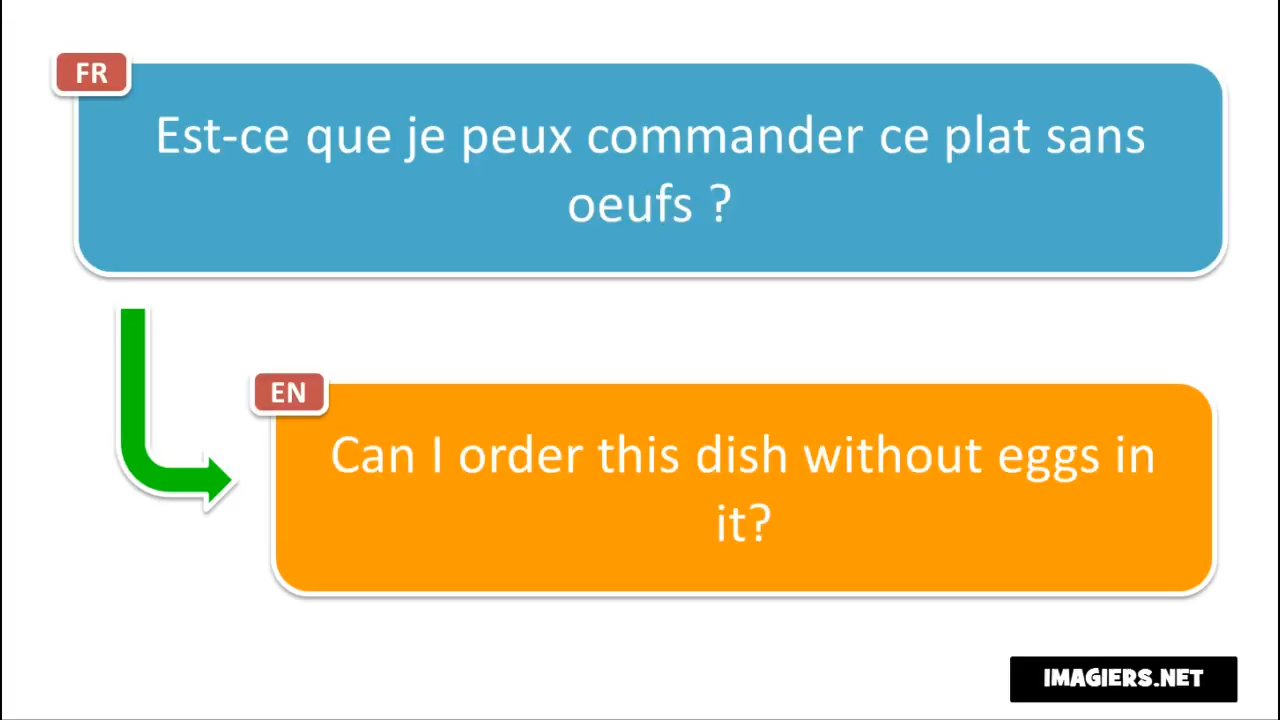 FR
Est-ce que je peux commander ce plat sans
oeufs ?
EN
Can I order this dish without eggs in
it?
IMAGIERS.NET